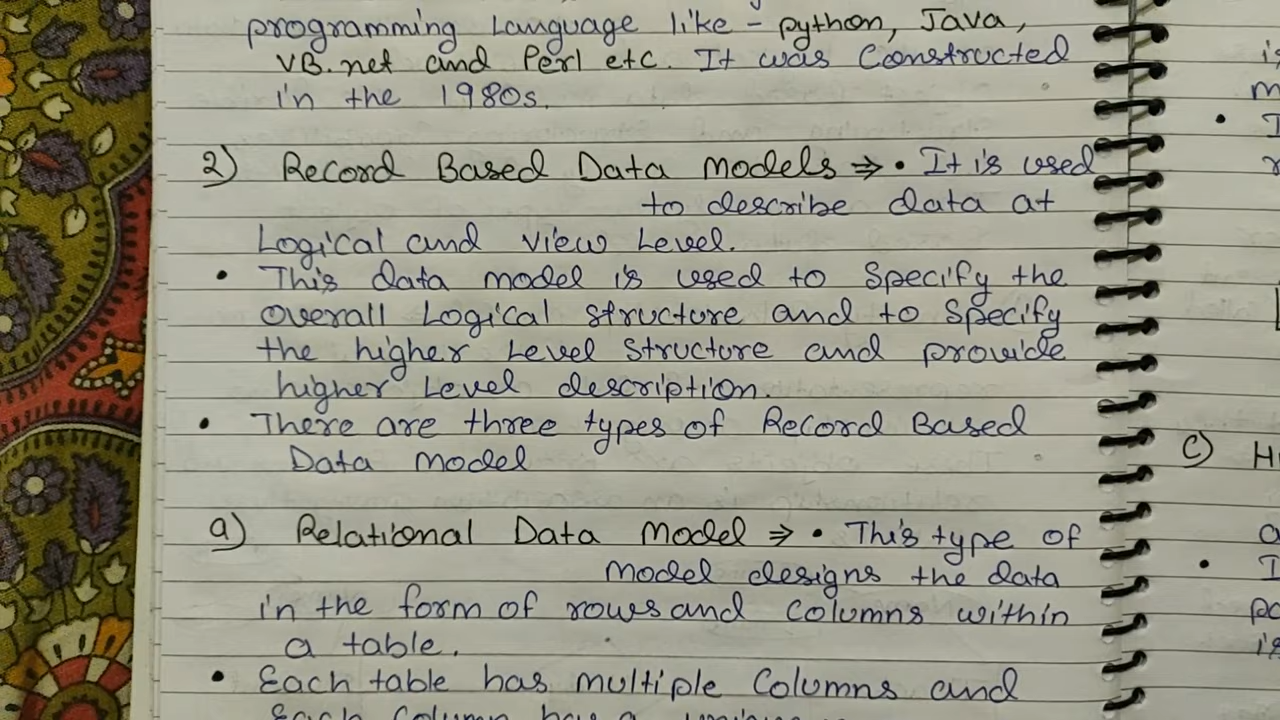 programming Language like - python, Java,
VB.net and Perl etc. It was Constructed
in the 1980s.
2) Record Based Data Models ⇒ • It is used
to describe data at
Logical and view Level.
• This data model is used to Specify the
overall Logical structure and to Specify
the higher Level Structure and provide
higher Level description.
• There are three types of Record Based
Data Model
a) Relational Data Model ⇒ • This type of
Model designs the data
in the form of rows and Columns within
a table.
• Each table has multiple Columns and
Each Column has a
c)